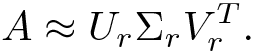 A ≈ U_r Σ_r V_r^T.